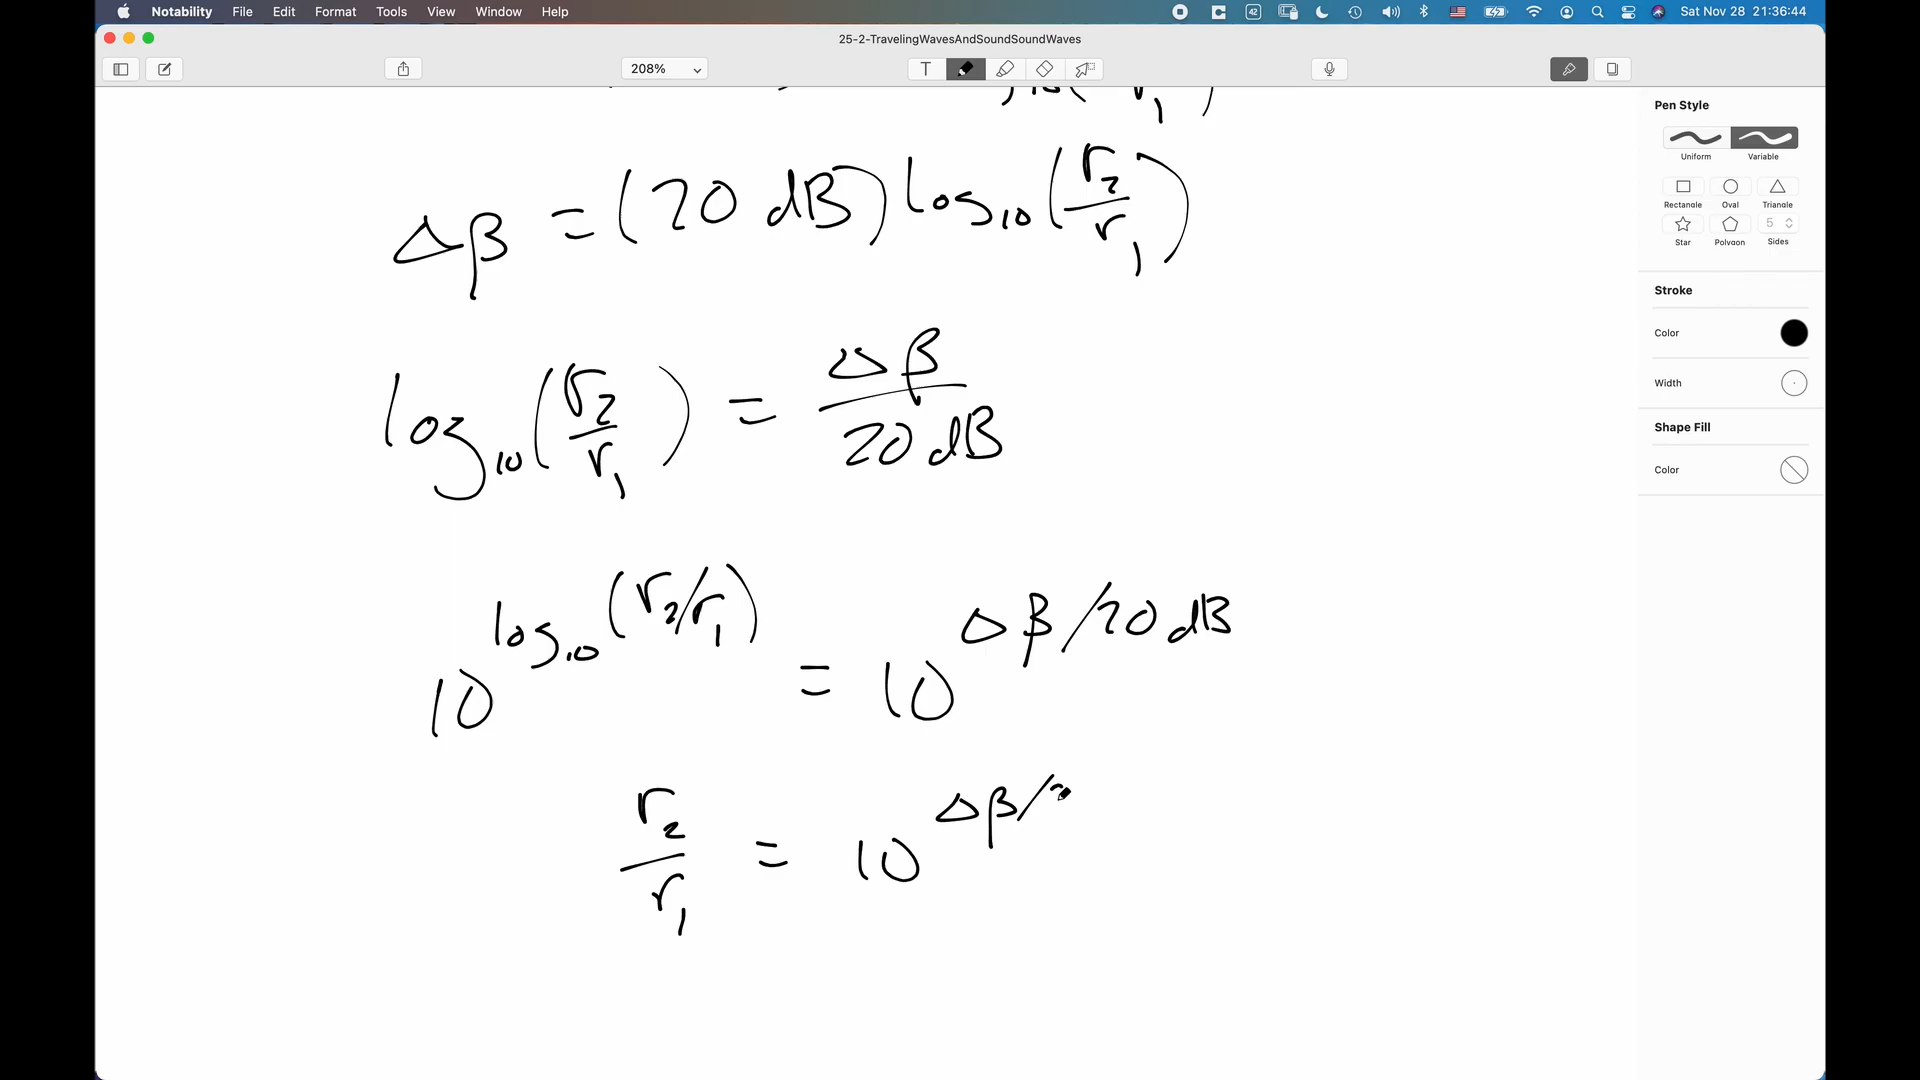 Notability File Edit Format Tools View Window Help 42 Sat Nov 28 21:36:44
25-2-TravelingWavesAndSoundSoundWaves
208% T
Pen Style
Uniform Variable
Rectangle Oval Triangle
5
Star Polygon Sides
Stroke
Color
Width
Shape Fill
Color
Δβ = (20 dB) log₁₀(r₂/r₁)
log₁₀(r₂/r₁) = Δβ/20 dB
10^log₁₀(r₂/r₁) = 10^Δβ/20 dB
r₂/r₁ = 10^Δβ/